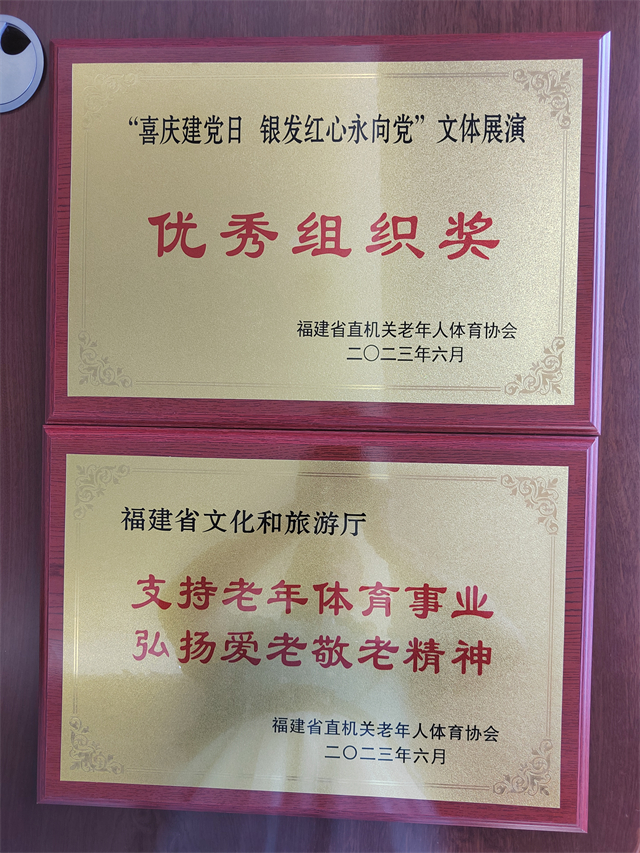 “喜庆建党日 银发红心永向党”文体展演
优秀组织奖
福建省直机关老年人体育协会
二〇二三年六月
福建省文化和旅游厅
支持老年体育事业
弘扬爱老敬老精神
福建省直机关老年人体育协会
二〇二三年六月